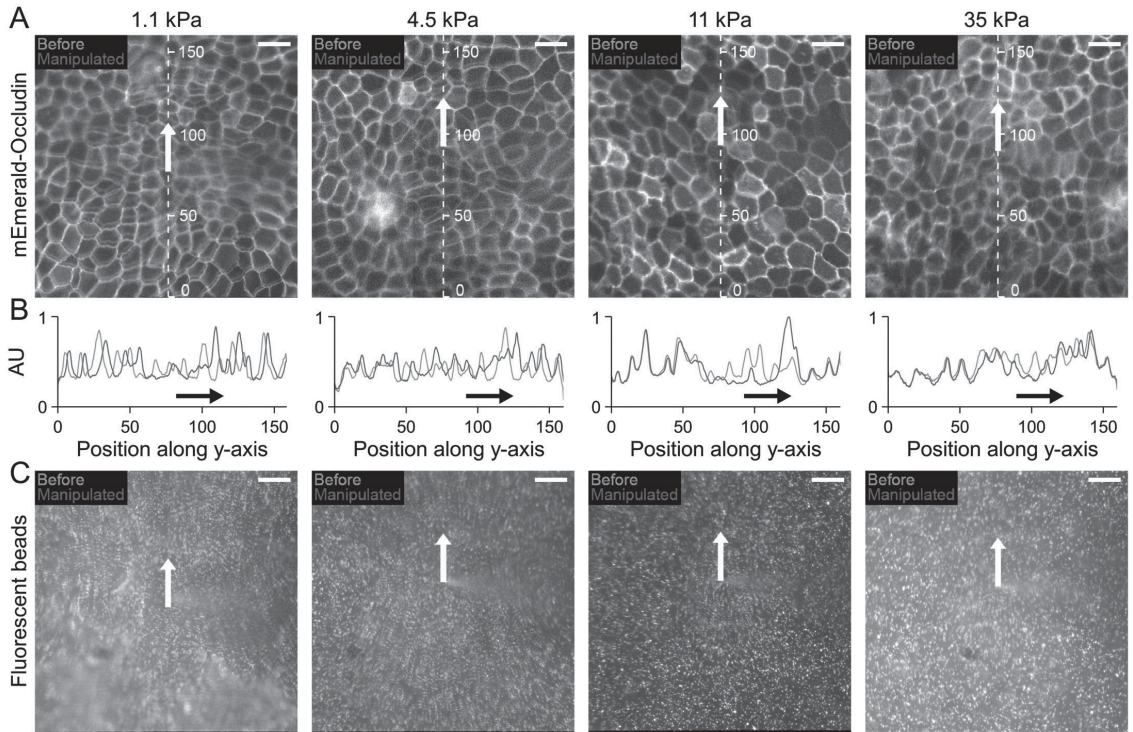 A
1.1 kPa
4.5 kPa
11 kPa
35 kPa
mEmerald-Occludin
Before
Manipulated
150
100
50
0
Before
Manipulated
150
100
50
0
Before
Manipulated
150
100
50
0
Before
Manipulated
150
100
50
0
B
AU
1
0
0 50 100 150
Position along y-axis
1
0
0 50 100 150
Position along y-axis
1
0
0 50 100 150
Position along y-axis
1
0
0 50 100 150
Position along y-axis
C
Fluorescent beads
Before
Manipulated
Before
Manipulated
Before
Manipulated
Before
Manipulated